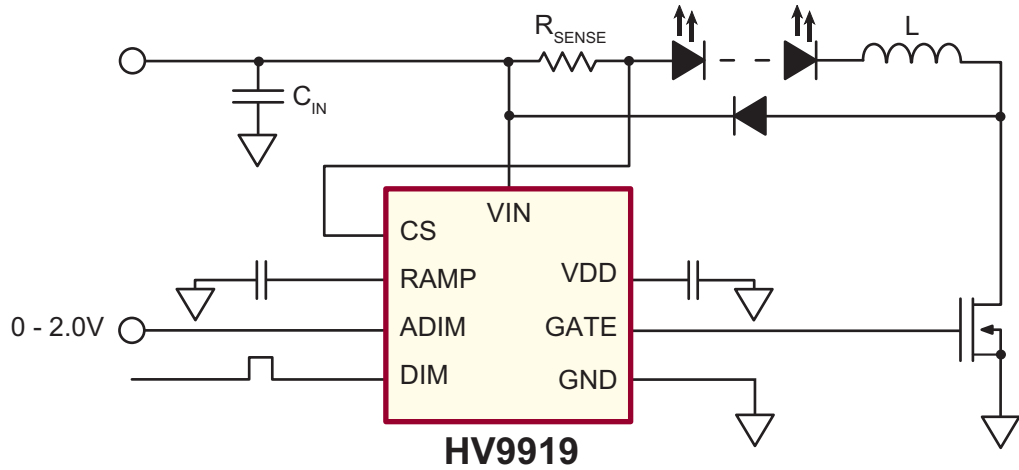 R_SENSE
L
C_IN
VIN
CS
RAMP
VDD
0 - 2.0V
ADIM
GATE
DIM
GND
HV9919